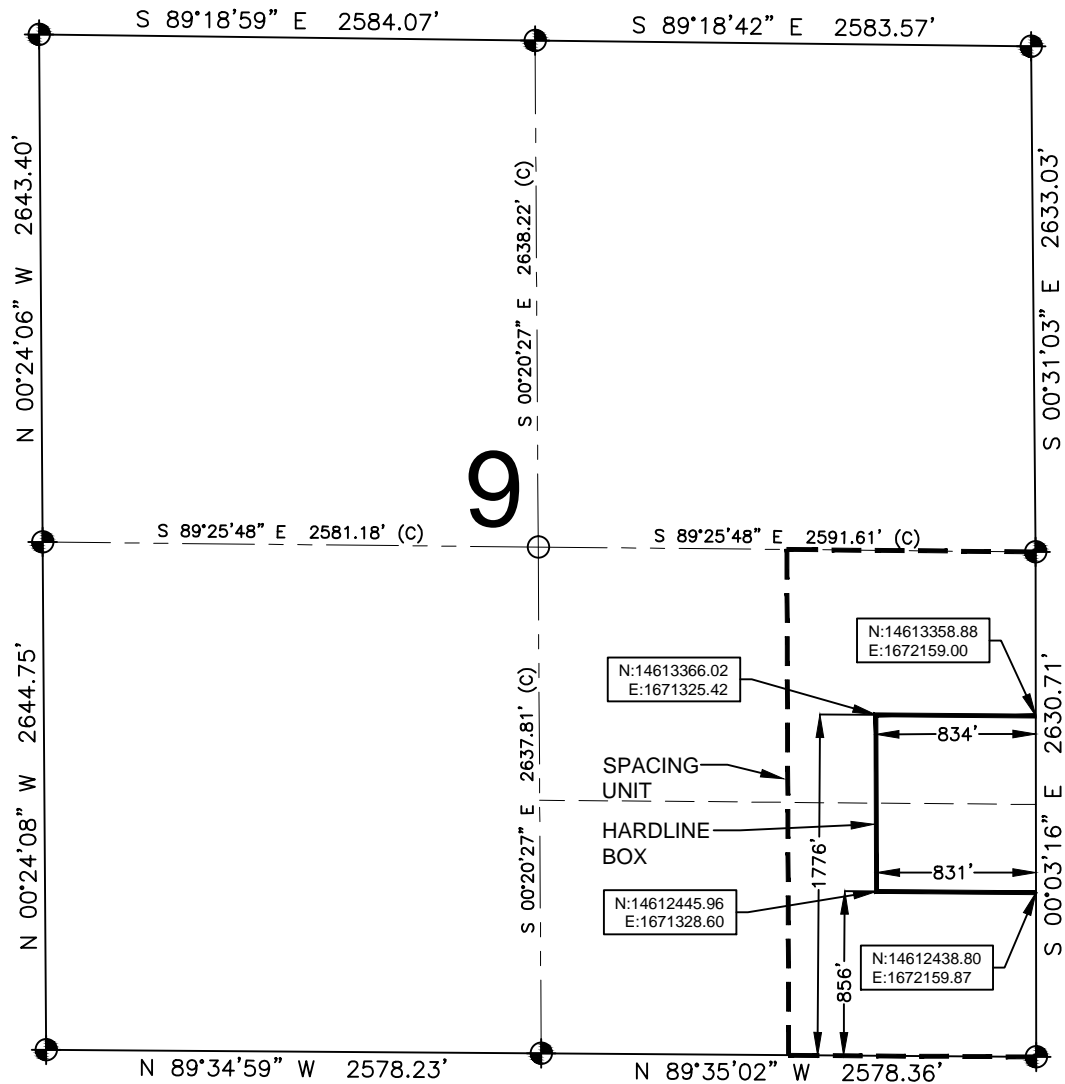 S 89°18'59" E 2584.07'
S 89°18'42" E 2583.57'
N 00°24'06" W 2643.40'
S 00°20'27" E 2638.22' (C)
S 00°31'03" E 2633.03'
9
S 89°25'48" E 2581.18' (C)
S 89°25'48" E 2591.61' (C)
N:14613358.88
E:1672159.00
N:14613366.02
E:1671325.42
N 00°24'08" W 2644.75'
S 00°20'27" E 2637.81' (C)
S 00°03'16" E 2630.71'
834'
SPACING
UNIT
HARDLINE
BOX
1776'
831'
N:14612445.96
E:1671328.60
856'
N:14612438.80
E:1672159.87
N 89°34'59" W 2578.23'
N 89°35'02" W 2578.36'